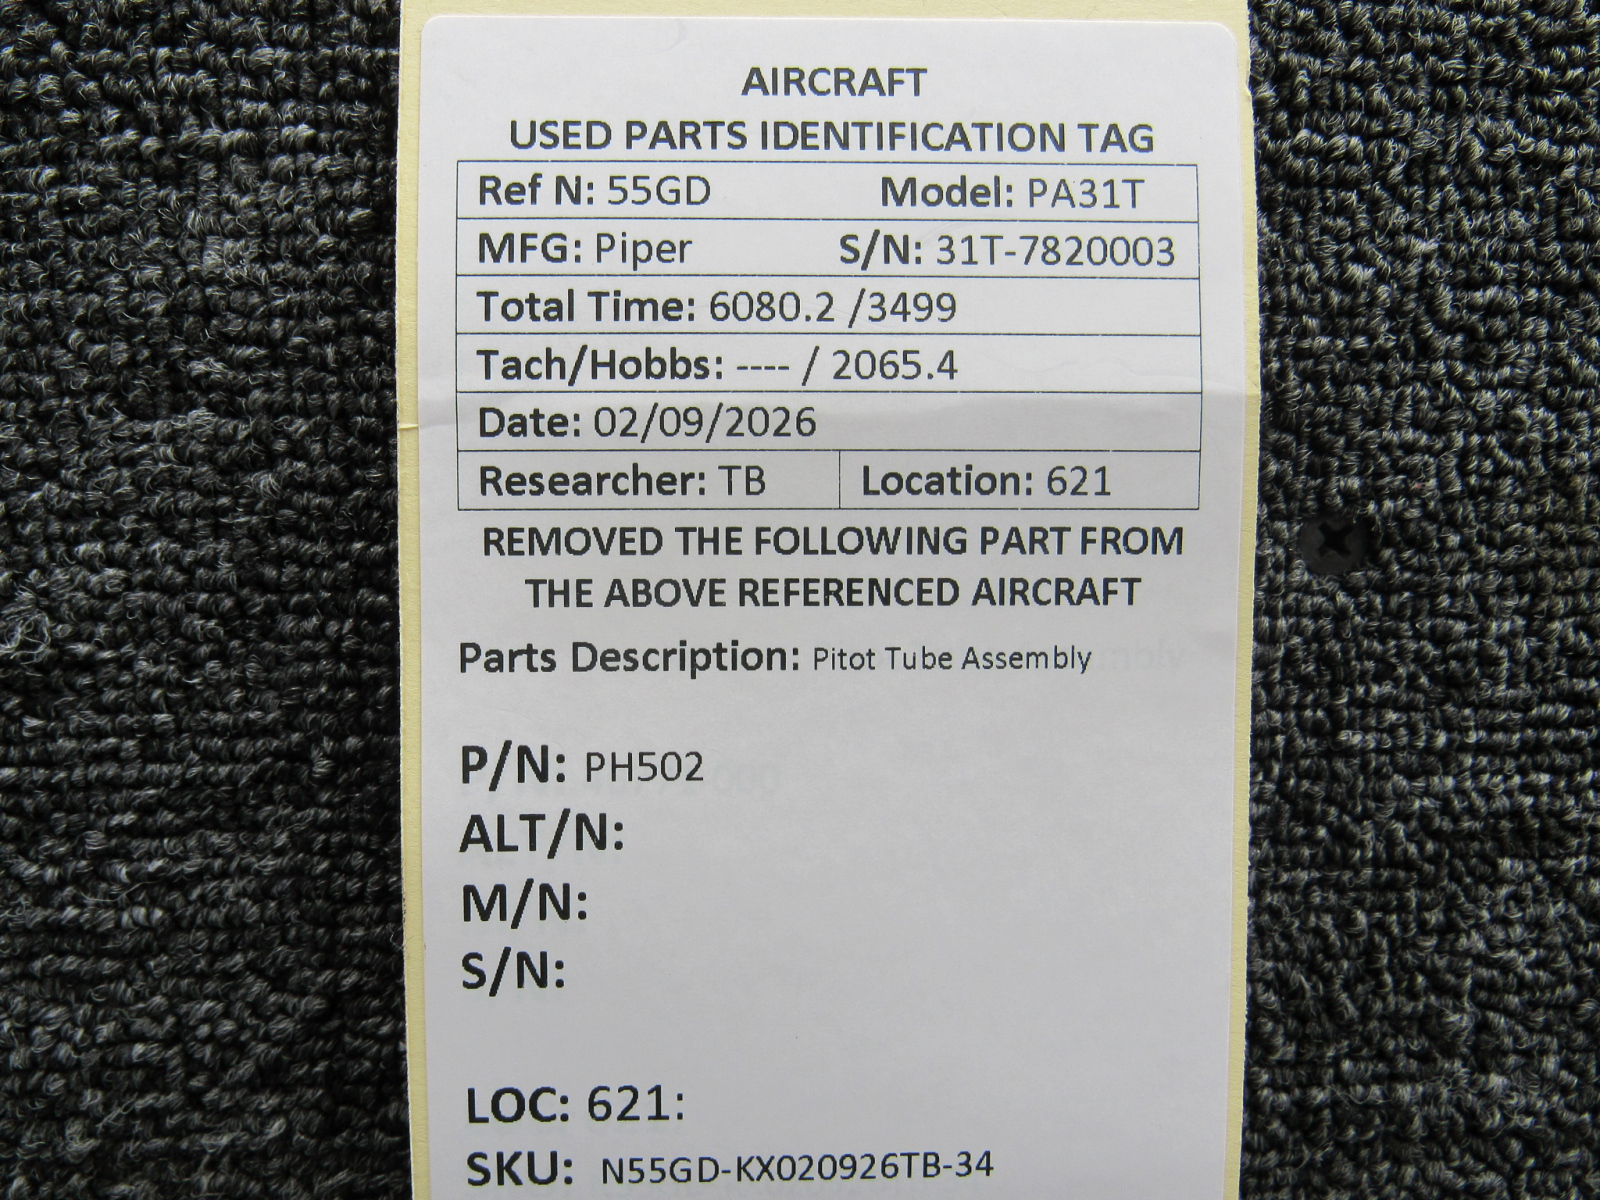 AIRCRAFT
USED PARTS IDENTIFICATION TAG
Ref N: 55GD Model: PA31T
MFG: Piper S/N: 31T-7820003
Total Time: 6080.2 /3499
Tach/Hobbs: ---- / 2065.4
Date: 02/09/2026
Researcher: TB Location: 621
REMOVED THE FOLLOWING PART FROM
THE ABOVE REFERENCED AIRCRAFT
Parts Description: Pitot Tube Assembly
P/N: PH502
ALT/N:
M/N:
S/N:
LOC: 621:
SKU: N55GD-KX020926TB-34